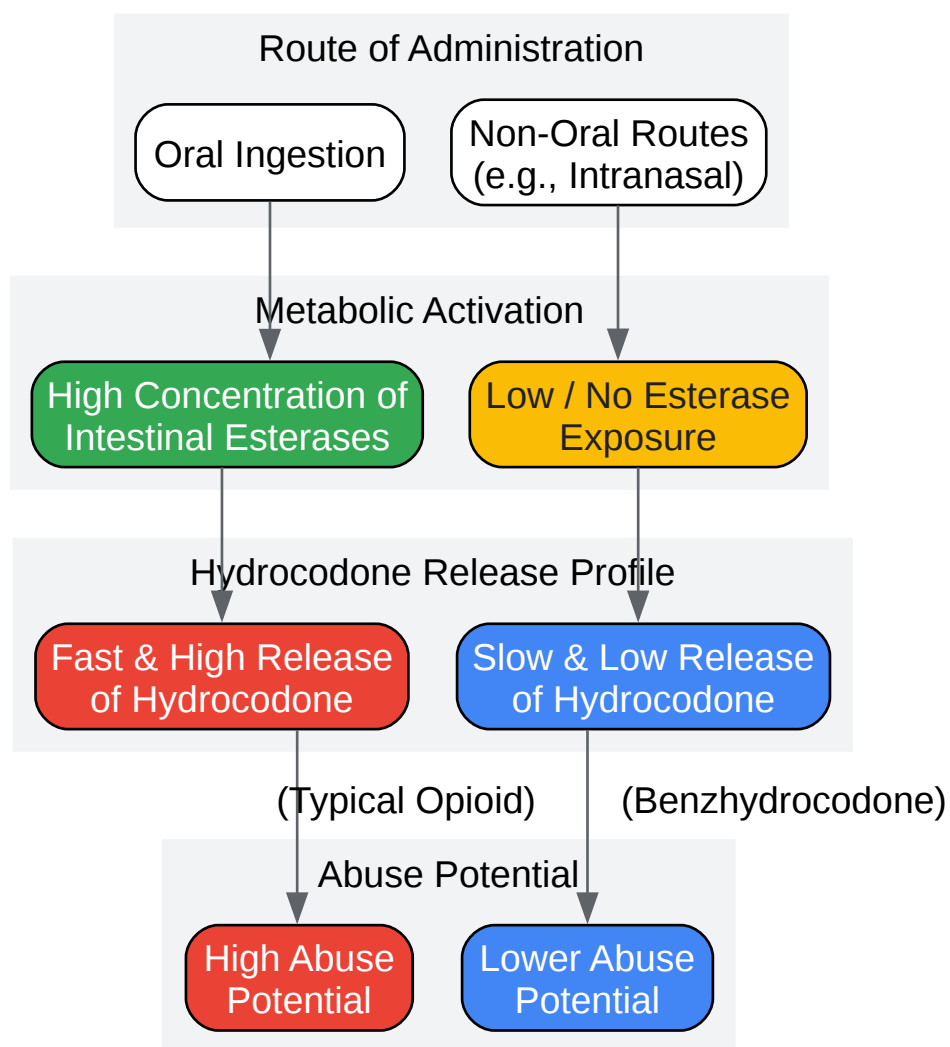 Route of Administration
Oral Ingestion
Non-Oral Routes
(e.g., Intranasal)
Metabolic Activation
High Concentration of
Intestinal Esterases
Low / No Esterase
Exposure
Hydrocodone Release Profile
Fast & High Release
of Hydrocodone
Slow & Low Release
of Hydrocodone
(Typical Opioid)
(Benzhydrocodone)
Abuse Potential
High Abuse
Potential
Lower Abuse
Potential